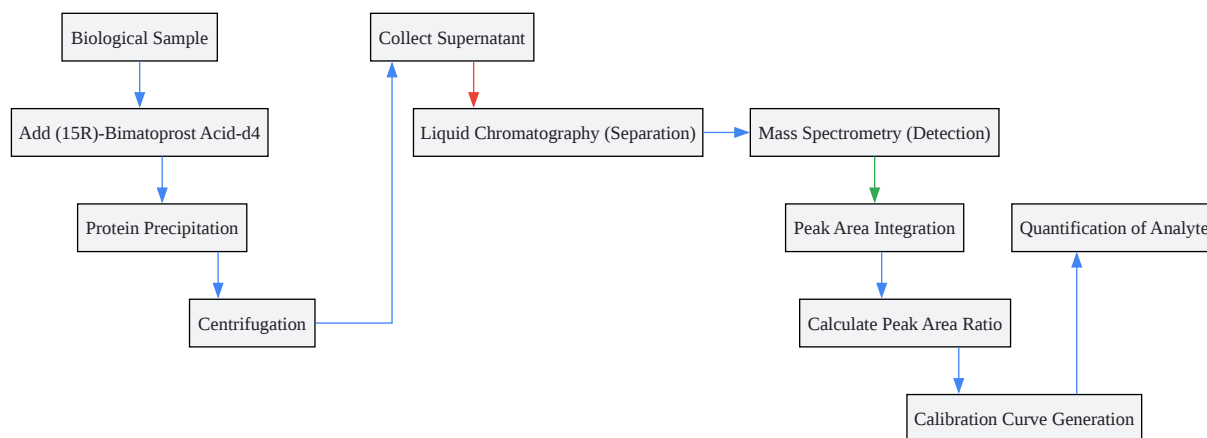 Biological Sample
Add (15R)-Bimatoprost Acid-d4
Protein Precipitation
Centrifugation
Collect Supernatant
Liquid Chromatography (Separation)
Mass Spectrometry (Detection)
Peak Area Integration
Calculate Peak Area Ratio
Calibration Curve Generation
Quantification of Analyte